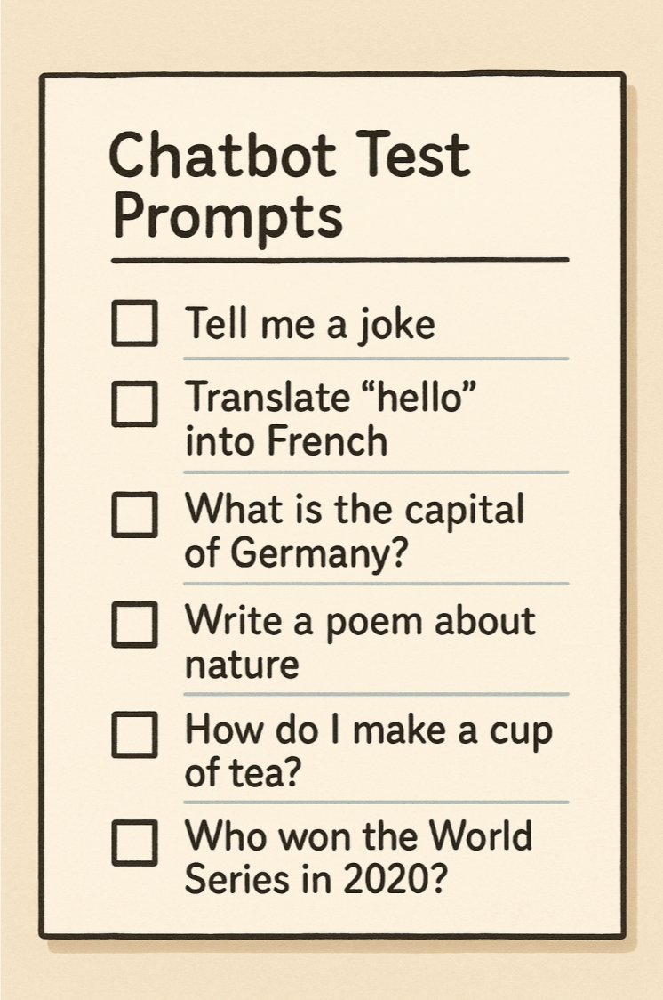 Chatbot Test
Prompts
Tell me a joke
Translate “hello”
into French
What is the capital
of Germany?
Write a poem about
nature
How do I make a cup
of tea?
Who won the World
Series in 2020?